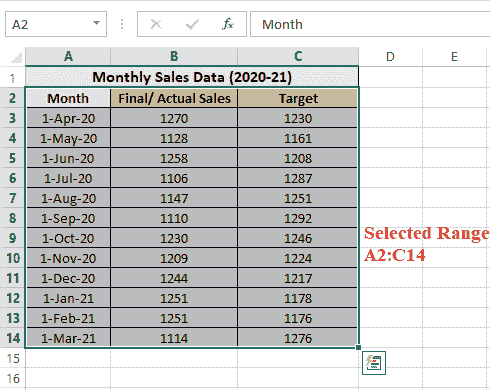 A2 fx Month
A B C D E
1 Monthly Sales Data (2020-21)
2 Month Final/ Actual Sales Target
3 1-Apr-20 1270 1230
4 1-May-20 1128 1161
5 1-Jun-20 1258 1208
6 1-Jul-20 1106 1287
7 1-Aug-20 1147 1251
8 1-Sep-20 1110 1292
9 1-Oct-20 1230 1246 Selected Range
10 1-Nov-20 1209 1224 A2:C14
11 1-Dec-20 1244 1217
12 1-Jan-21 1251 1178
13 1-Feb-21 1251 1176
14 1-Mar-21 1114 1276
15
16